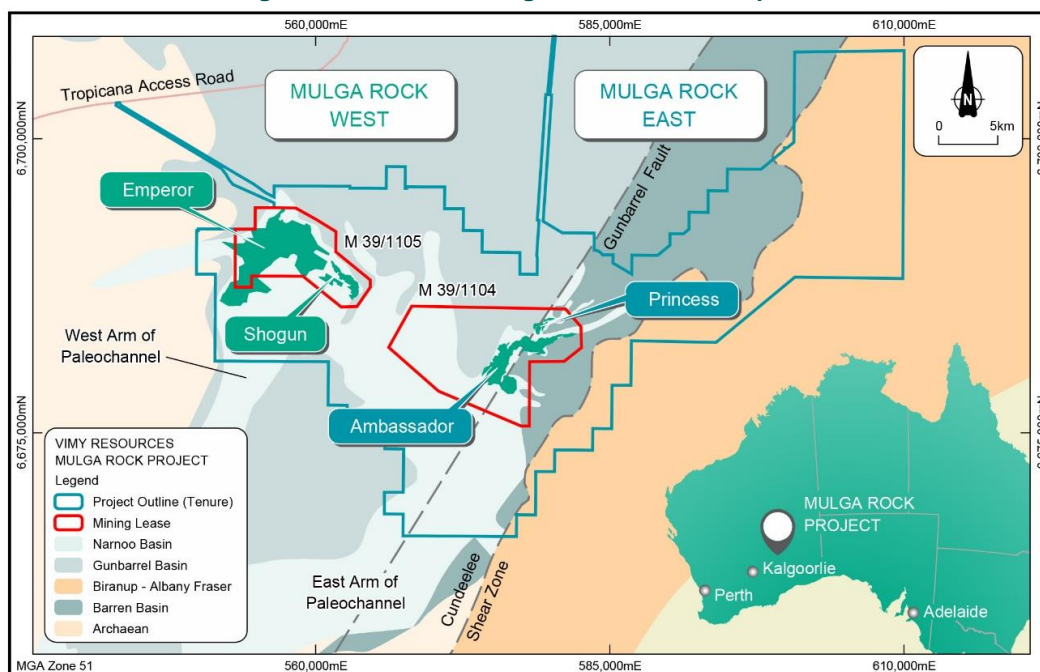 560,000mE
585,000mE
610,000mE
Tropicana Access Road
MULGA ROCK
WEST
MULGA ROCK
EAST
N
0 5km
6,700,000mN
Gunbarrel Fault
Emperor
M 39/1105
M 39/1104
Princess
Shogun
West Arm of
Paleochannel
Ambassador
6,675,000mN
6,675,000mN
VIMY RESOURCES
MULGA ROCK PROJECT
Legend
Project Outline (Tenure)
Mining Lease
Narnoo Basin
Gunbarrel Basin
Biranup - Albany Fraser
Barren Basin
Archaean
East Arm of
Paleochannel
Cundeelee
Shear Zone
MULGA ROCK
PROJECT
Kalgoorlie
Perth
Adelaide
MGA Zone 51
560,000mE
585,000mE
610,000mE